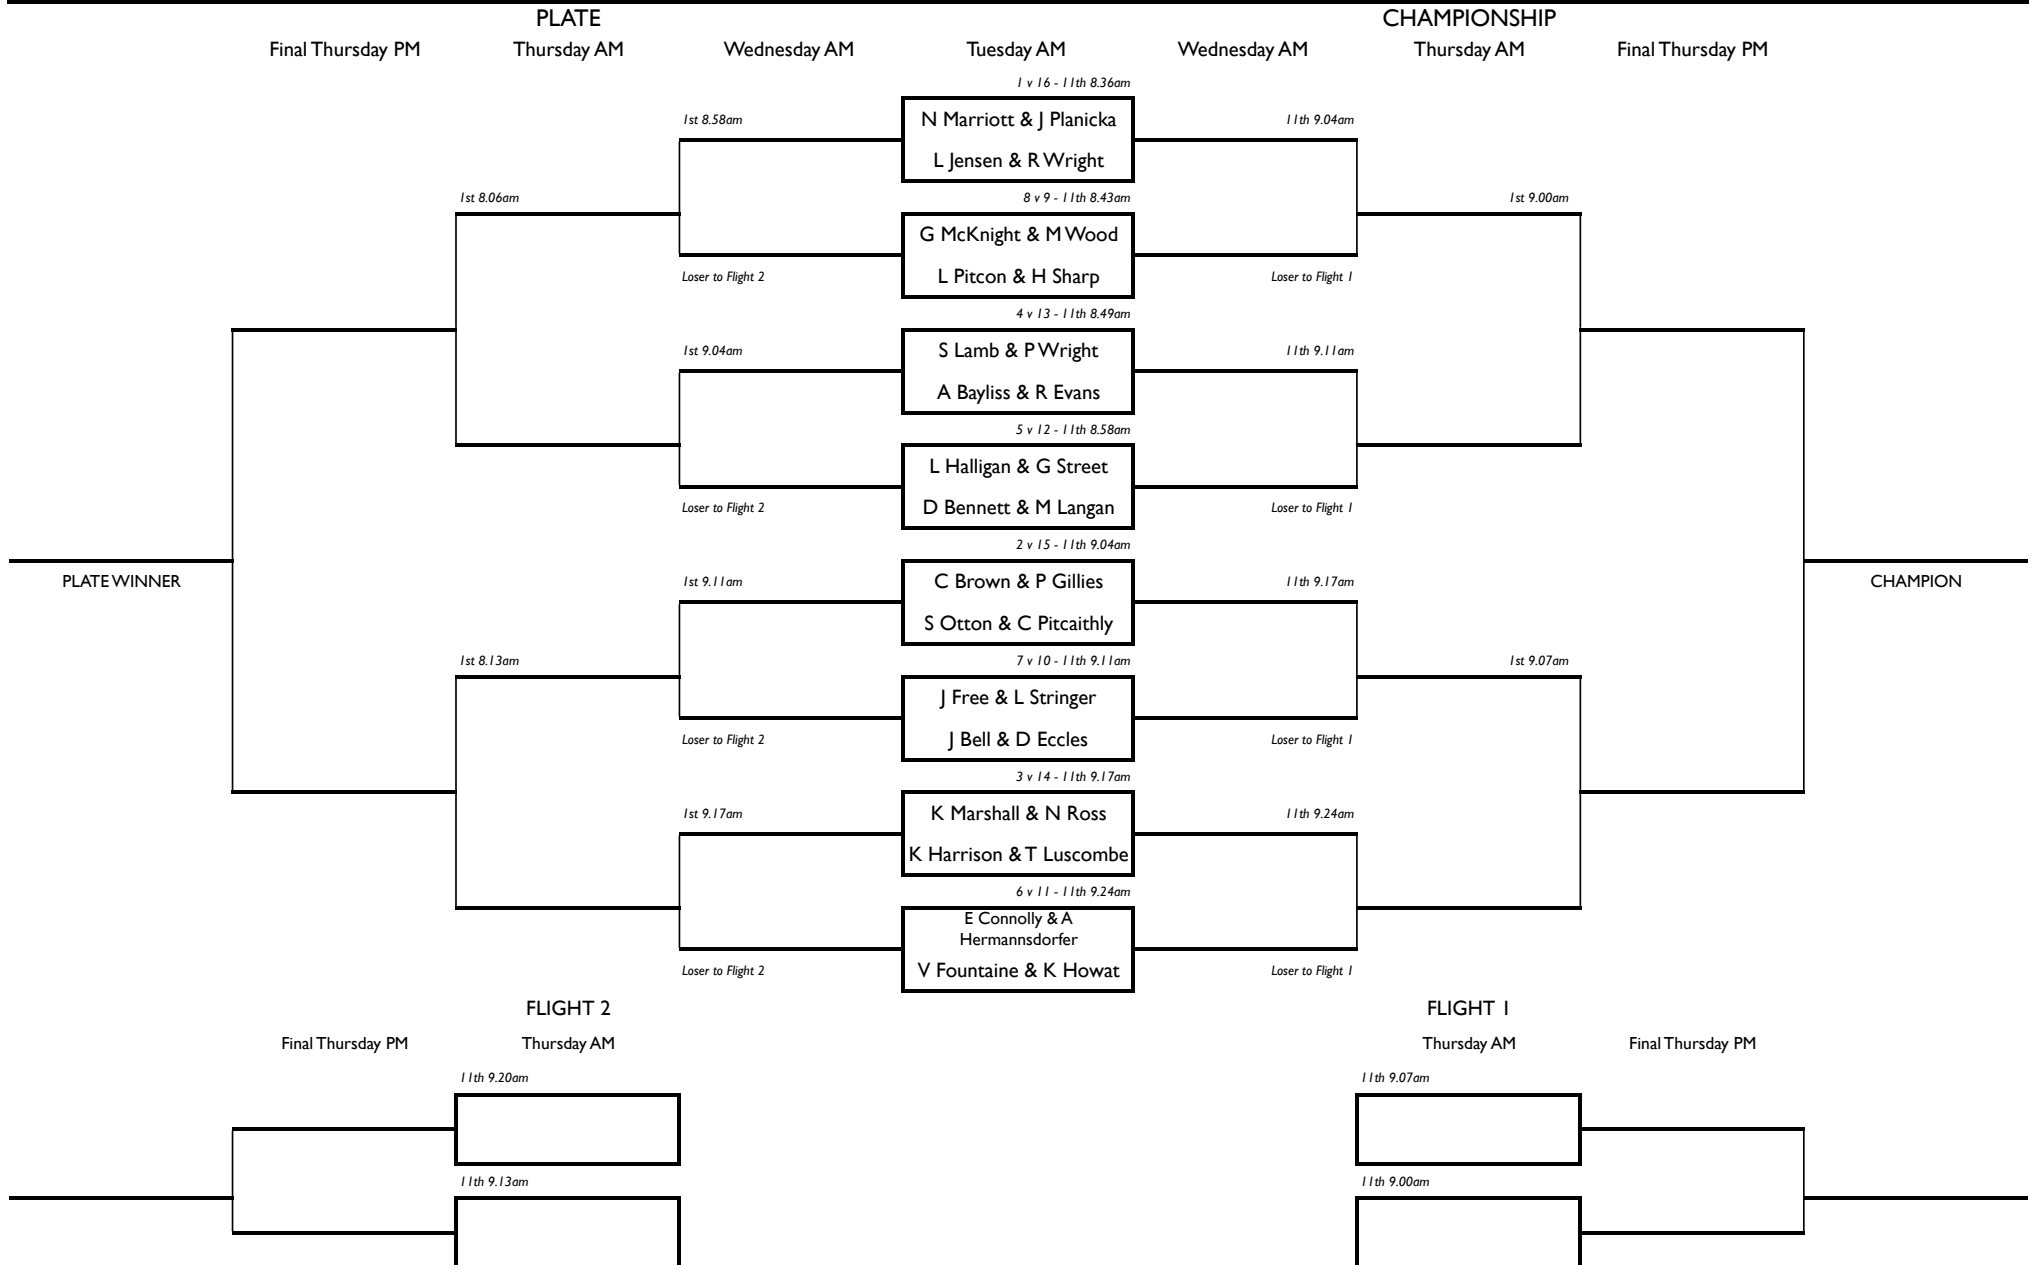 PLATE CHAMPIONSHIP
Final Thursday PM Thursday AM Wednesday AM Tuesday AM Wednesday AM Thursday AM Final Thursday PM
1 v 16 - 11th 8.36am
1st 8.58am N Marriott & J Planicka 11th 9.04am
L Jensen & R Wright
1st 8.06am 8 v 9 - 11th 8.43am 1st 9.00am
G McKnight & M Wood
Loser to Flight 2 L Pitcon & H Sharp Loser to Flight 1
4 v 13 - 11th 8.49am
1st 9.04am S Lamb & P Wright 11th 9.11am
A Bayliss & R Evans
5 v 12 - 11th 8.58am
L Halligan & G Street
Loser to Flight 2 D Bennett & M Langan Loser to Flight 1
2 v 15 - 11th 9.04am
PLATE WINNER 1st 9.11am C Brown & P Gillies 11th 9.17am CHAMPION
S Otton & C Pitcaithly
1st 8.13am 7 v 10 - 11th 9.11am 1st 9.07am
J Free & L Stringer
Loser to Flight 2 J Bell & D Eccles Loser to Flight 1
3 v 14 - 11th 9.17am
1st 9.17am K Marshall & N Ross 11th 9.24am
K Harrison & T Luscombe
6 v 11 - 11th 9.24am
E Connolly & A
Hermannsdorfer
Loser to Flight 2 V Fountaine & K Howat Loser to Flight 1
FLIGHT 2 FLIGHT 1
Final Thursday PM Thursday AM Thursday AM Final Thursday PM
11th 9.20am 11th 9.07am
11th 9.13am 11th 9.00am